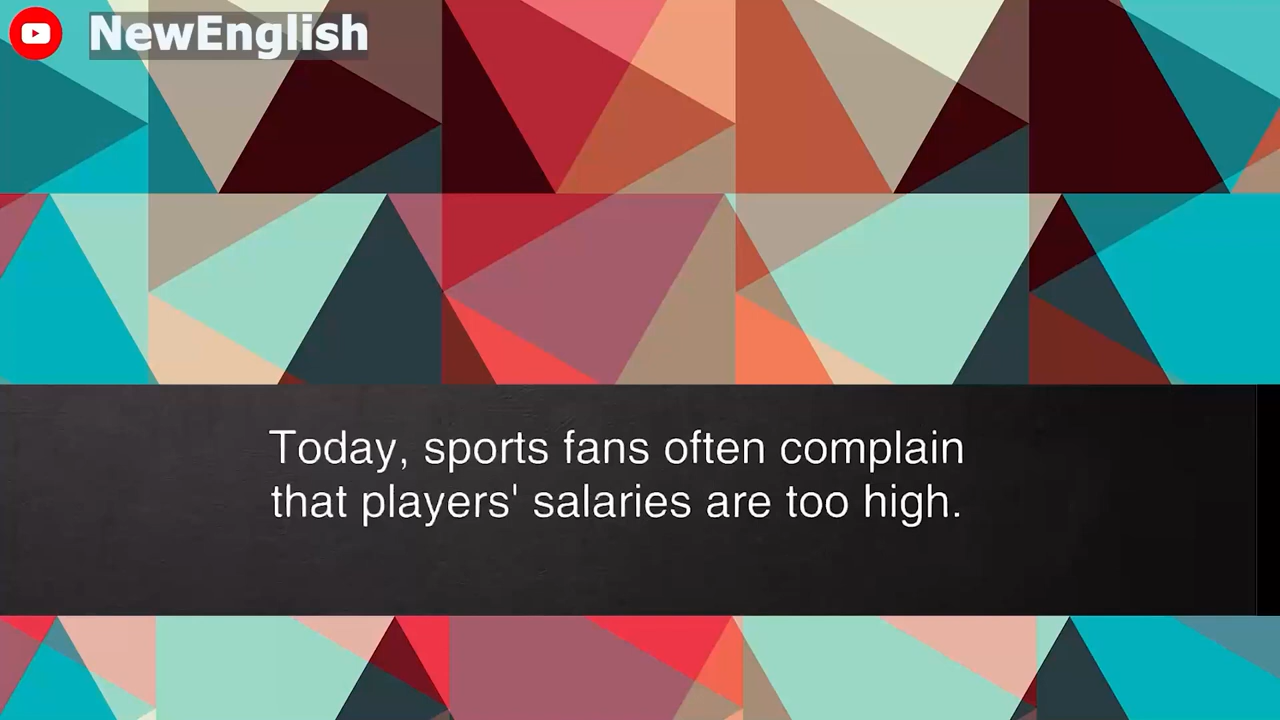 NewEnglish
Today, sports fans often complain
that players' salaries are too high.